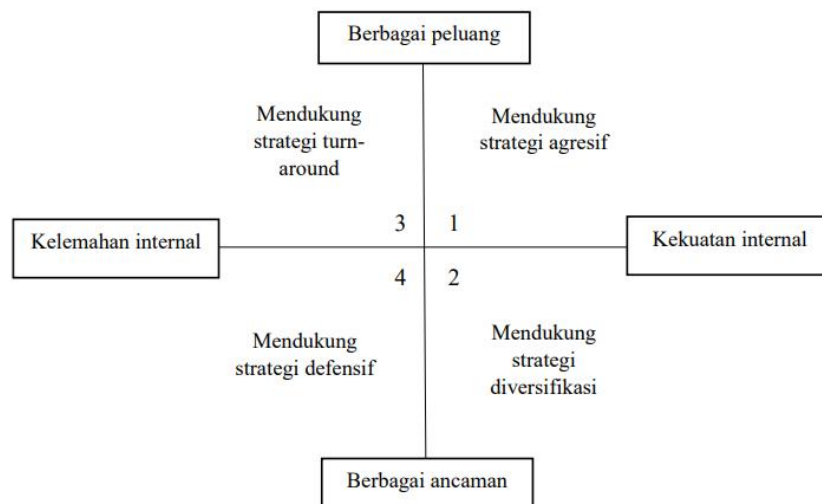 Berbagai peluang
Mendukung
strategi turn-
around
Mendukung
strategi agresif
3
1
Kelemahan internal
Kekuatan internal
4
2
Mendukung
strategi defensif
Mendukung
strategi
diversifikasi
Berbagai ancaman